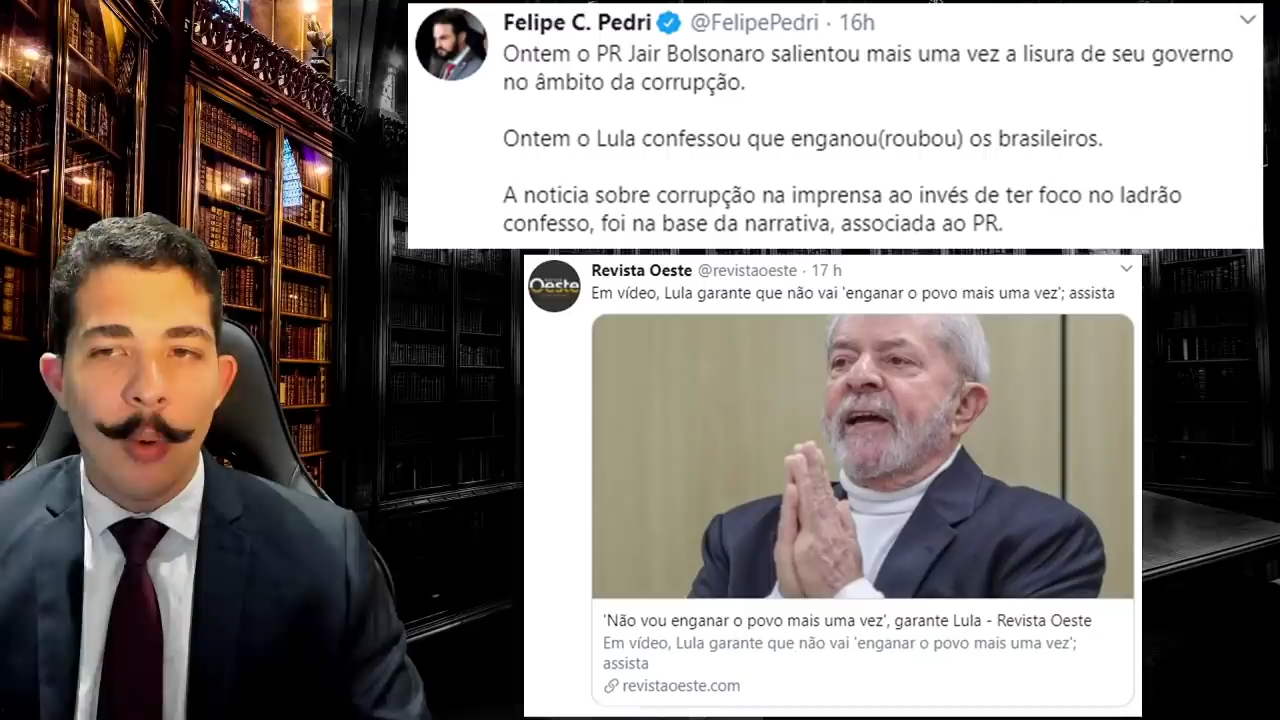 Felipe C. Pedri @FelipePedri · 16h
Ontem o PR Jair Bolsonaro salientou mais uma vez a lisura de seu governo
no âmbito da corrupção.
Ontem o Lula confessou que enganou(roubou) os brasileiros.
A noticia sobre corrupção na imprensa ao invés de ter foco no ladrão
confesso, foi na base da narrativa, associada ao PR.
Oeste
Revista Oeste @revistaoeste · 17 h
Em vídeo, Lula garante que não vai 'enganar o povo mais uma vez'; assista
'Não vou enganar o povo mais uma vez', garante Lula - Revista Oeste
Em vídeo, Lula garante que não vai 'enganar o povo mais uma vez';
assista
revistaoeste.com